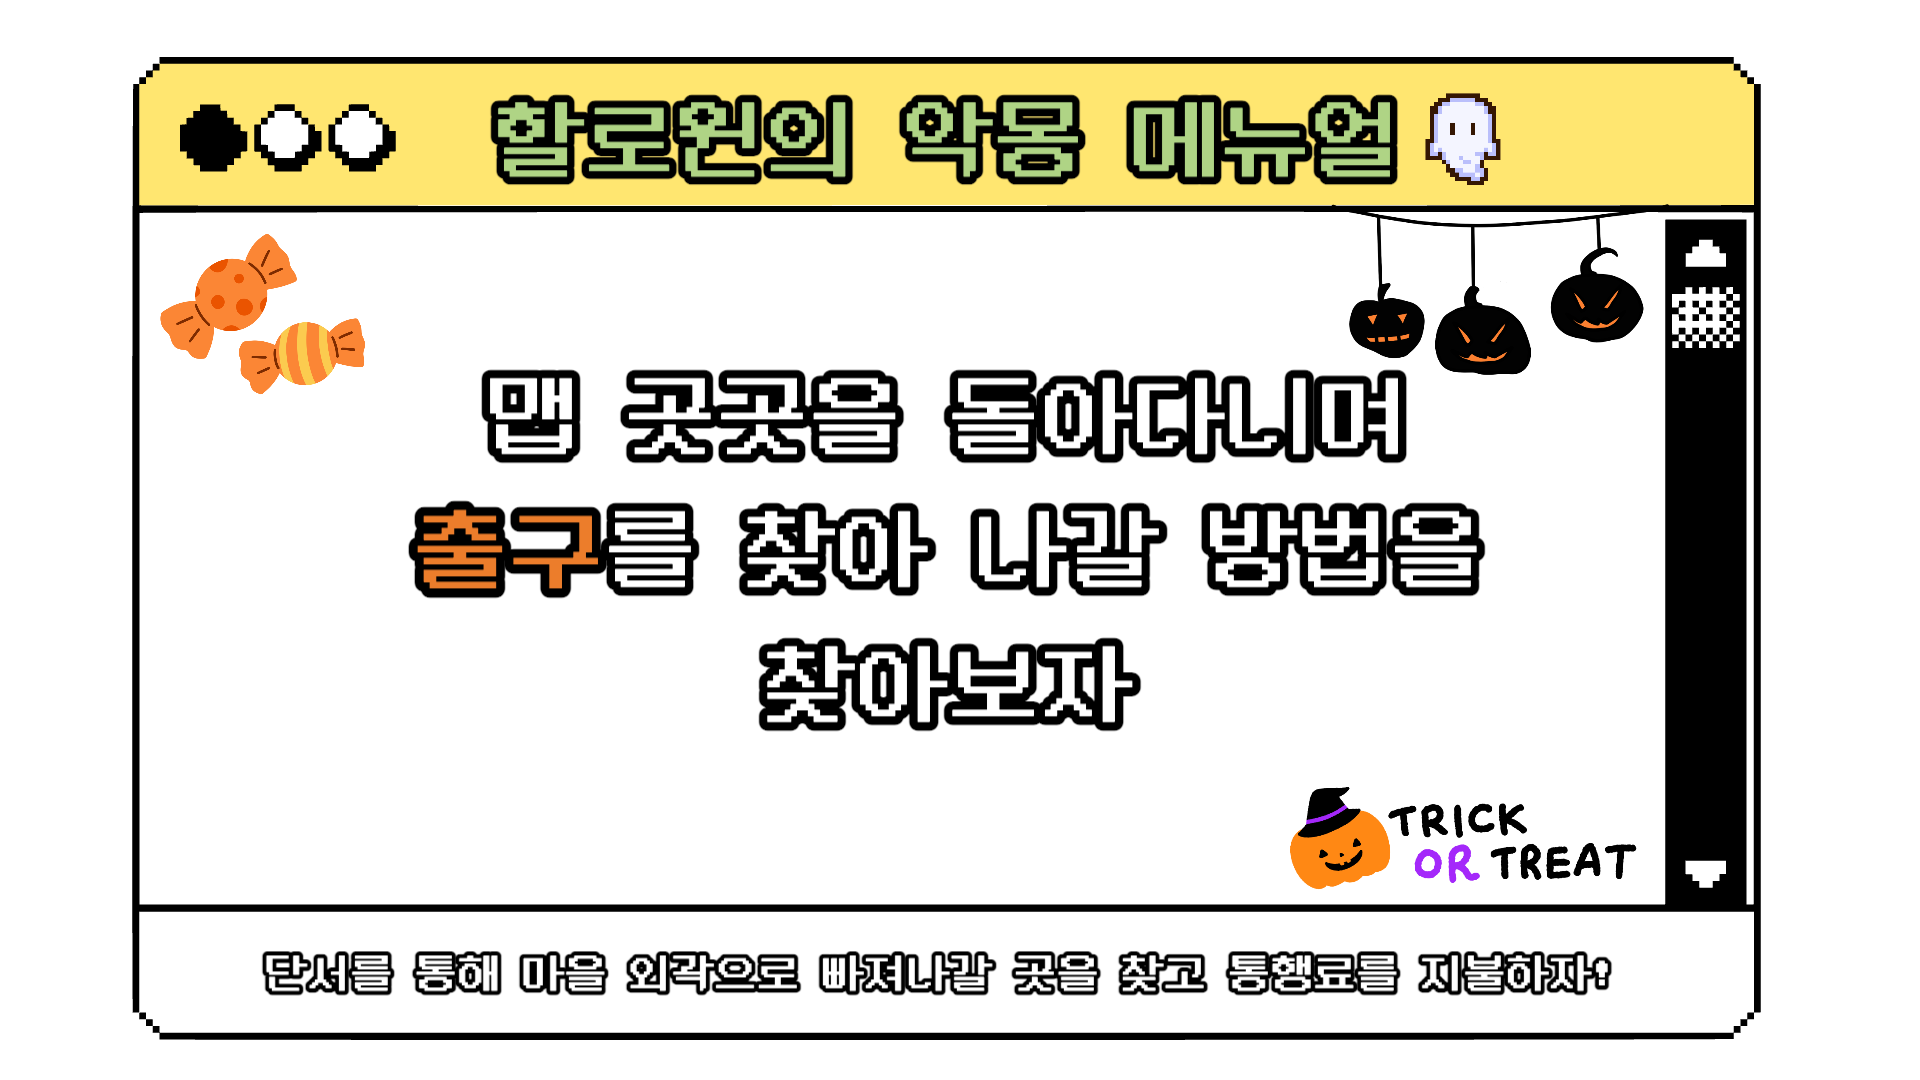 할로윈의 악몽 메뉴얼
맵 곳곳을 돌아다니며
출구를 찾아 나갈 방법을
찾아보자
TRICK
OR TREAT
단서를 통해 마을 외곽으로 빠져나갈 곳을 찾고 통행료를 지불하자!